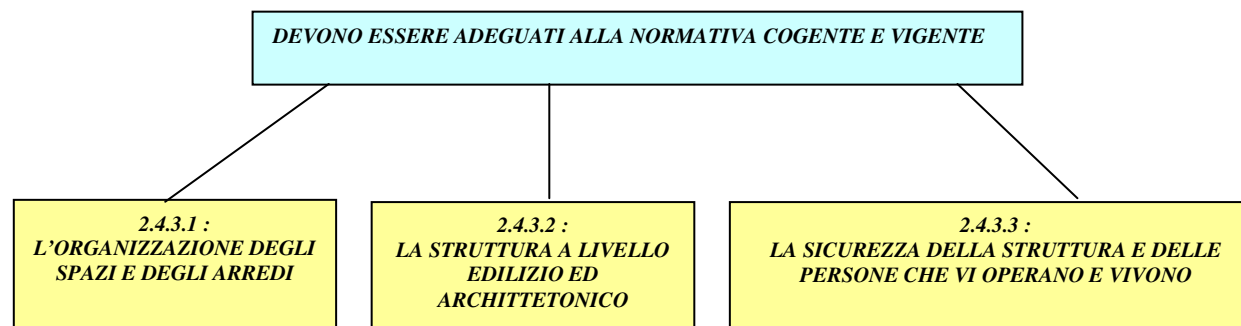 DEVONO ESSERE ADEGUATI ALLA NORMATIVA COGENTE E VIGENTE
2.4.3.1 :
L’ORGANIZZAZIONE DEGLI
SPAZI E DEGLI ARREDI
2.4.3.2 :
LA STRUTTURA A LIVELLO
EDILIZIO ED
ARCHITTETONICO
2.4.3.3 :
LA SICUREZZA DELLA STRUTTURA E DELLE
PERSONE CHE VI OPERANO E VIVONO